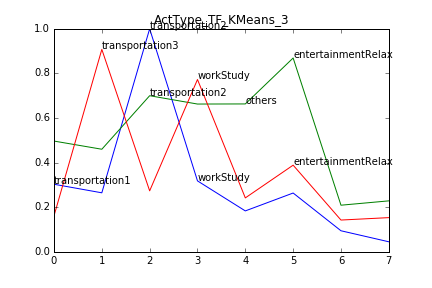 ActType_TF_KMeans_3
transportation2
transportation3
entertainmentRelax
workStudy
transportation2
others
entertainmentRelax
transportation1
workStudy
1.0
0.8
0.6
0.4
0.2
0.0
0 1 2 3 4 5 6 7